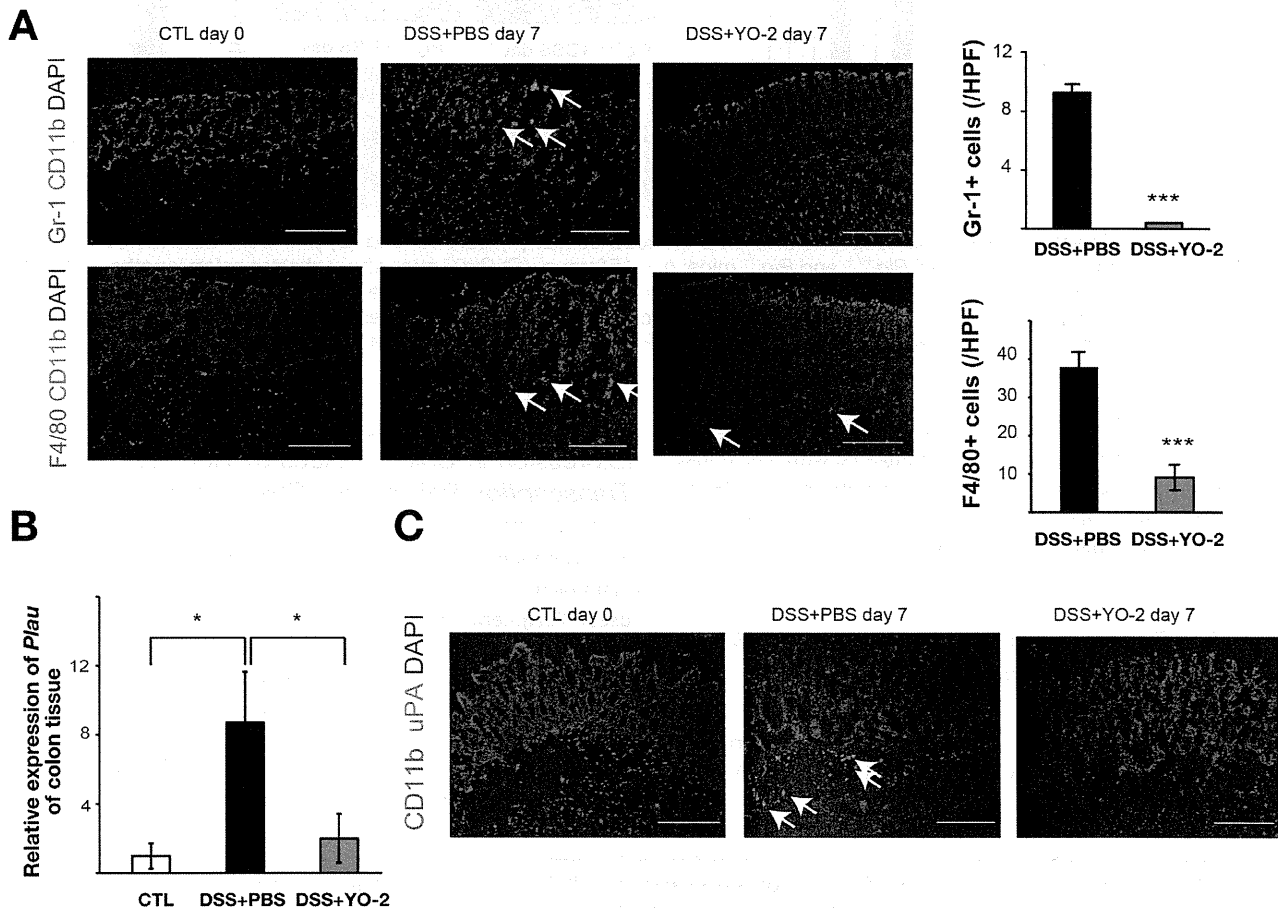 A
CTL day 0
DSS+PBS day 7
DSS+YO-2 day 7
Gr-1 CD11b DAPI
F4/80 CD11b DAPI
Gr-1+ cells (/HPF)
12
8
4
***
DSS+PBS DSS+YO-2
F4/80+ cells (/HPF)
40
30
20
10
***
DSS+PBS DSS+YO-2
B
Relative expression of Plau
of colon tissue
12
8
4
*
*
CTL DSS+PBS DSS+YO-2
C
CTL day 0
DSS+PBS day 7
DSS+YO-2 day 7
CD11b uPA DAPI